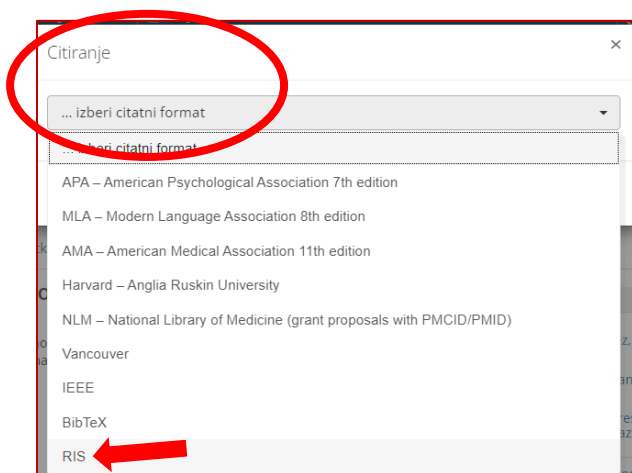 Citiranje
×
... izberi citatni format
... izberi citatni format
APA – American Psychological Association 7th edition
MLA – Modern Language Association 8th edition
AMA – American Medical Association 11th edition
Harvard – Anglia Ruskin University
NLM – National Library of Medicine (grant proposals with PMCID/PMID)
Vancouver
IEEE
BibTeX
RIS